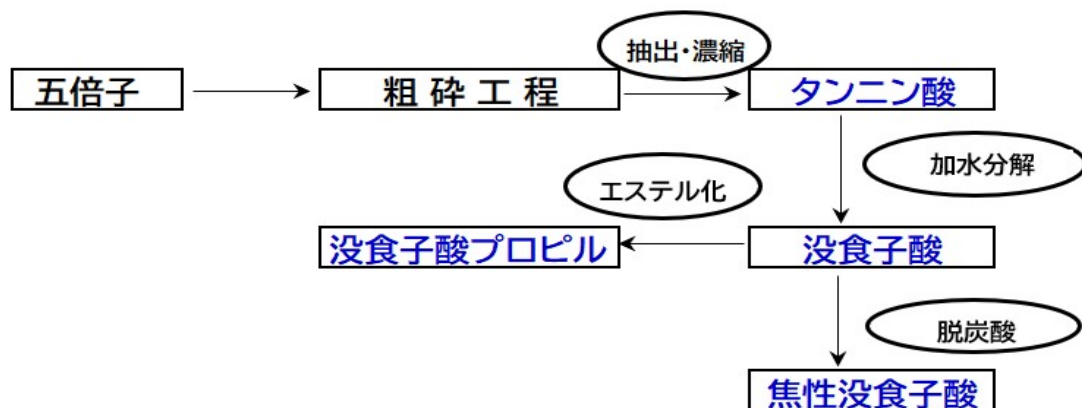 抽出・濃縮
五倍子
粗砕工程
タンニン酸
加水分解
エステル化
没食子酸プロピル
没食子酸
脱炭酸
焦性没食子酸